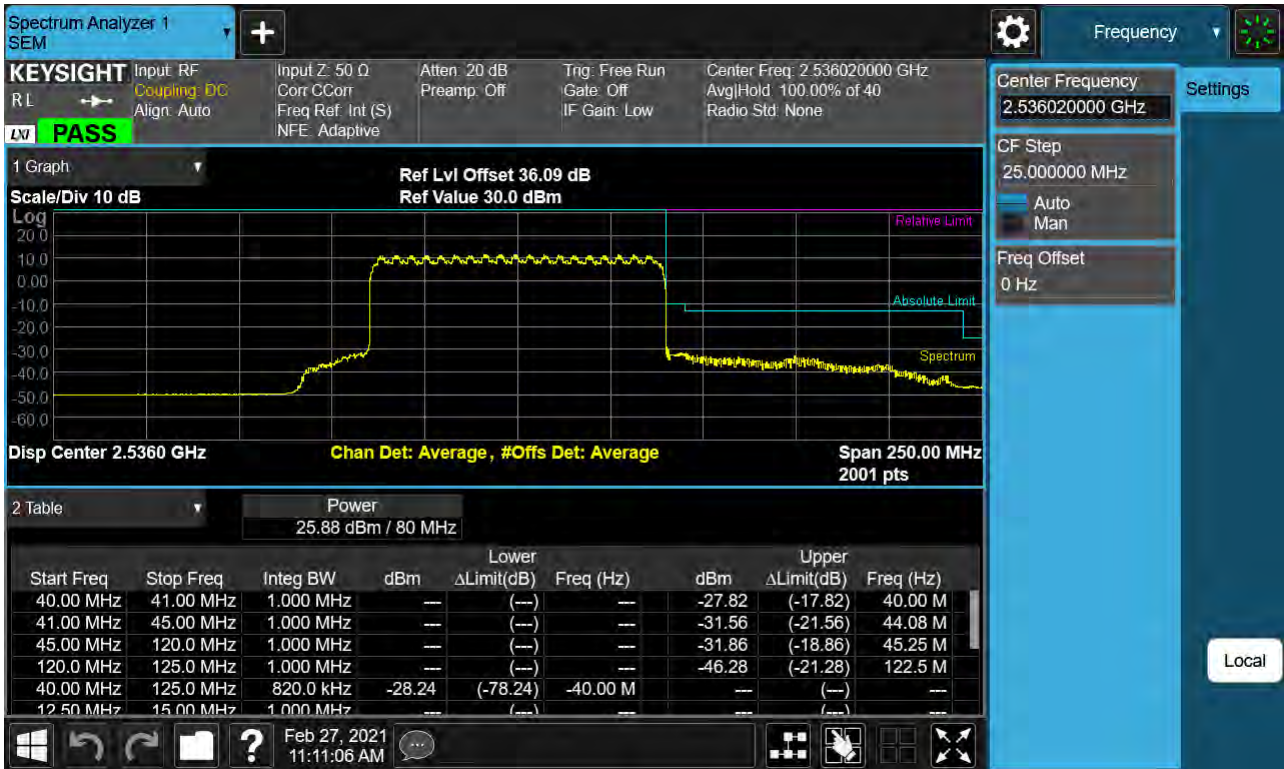 Spectrum Analyzer 1
SEM
+
Frequency
KEYSIGHT
R L
LXI
PASS
Input: RF
Coupling: DC
Align: Auto
Input Z: 50 Ω
Corr CCorr
Freq Ref: Int (S)
NFE: Adaptive
Atten: 20 dB
Preamp: Off
Trig: Free Run
Gate: Off
IF Gain: Low
Center Freq: 2.536020000 GHz
Avg|Hold: 100.00% of 40
Radio Std: None
Center Frequency
2.536020000 GHz
Settings
CF Step
25.000000 MHz
Auto
Man
Freq Offset
0 Hz
1 Graph
Ref Lvl Offset 36.09 dB
Scale/Div 10 dB
Ref Value 30.0 dBm
Log
20.0
10.0
0.00
-10.0
-20.0
-30.0
-40.0
-50.0
-60.0
Relative Limit
Absolute Limit
Spectrum
Disp Center 2.5360 GHz
Chan Det: Average, #Offs Det: Average
Span 250.00 MHz
2001 pts
2 Table
Power
25.88 dBm / 80 MHz
Lower Upper
Start Freq Stop Freq Integ BW dBm ΔLimit(dB) Freq (Hz) dBm ΔLimit(dB) Freq (Hz)
40.00 MHz 41.00 MHz 1.000 MHz --- (---) --- -27.82 (-17.82) 40.00 M
41.00 MHz 45.00 MHz 1.000 MHz --- (---) --- -31.56 (-21.56) 44.08 M
45.00 MHz 120.0 MHz 1.000 MHz --- (---) --- -31.86 (-18.86) 45.25 M
120.0 MHz 125.0 MHz 1.000 MHz --- (---) --- -46.28 (-21.28) 122.5 M
40.00 MHz 125.0 MHz 820.0 kHz -28.24 (-78.24) -40.00 M --- (---) ---
12.50 MHz 15.00 MHz 1.000 MHz --- (---) --- --- (---) ---
Local
?
Feb 27, 2021
11:11:06 AM